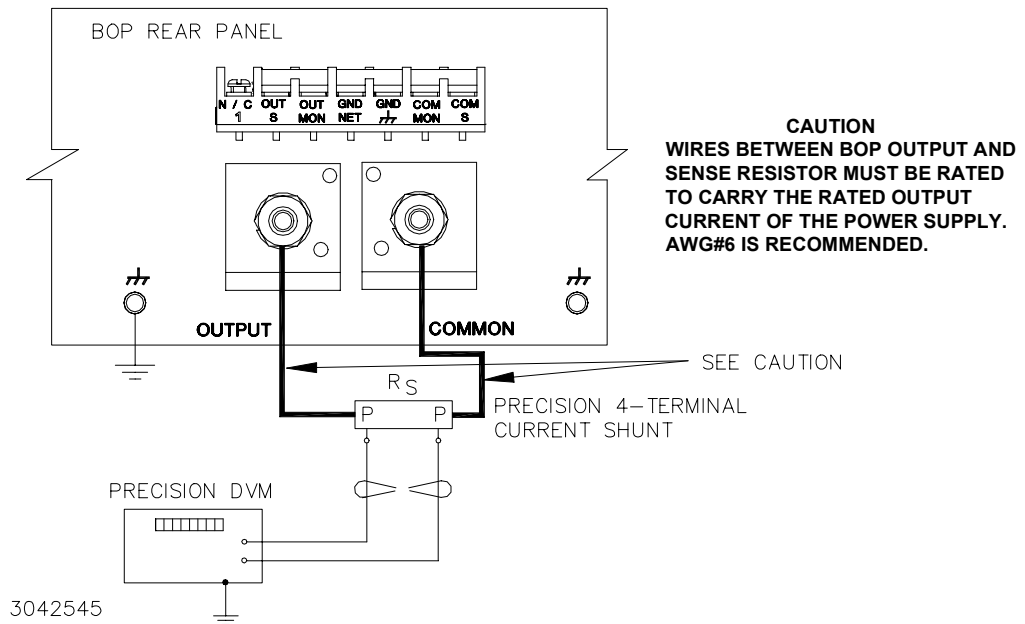 BOP REAR PANEL
N / C OUT OUT GND GND COM COM
1 S MON NET MON S
CAUTION
WIRES BETWEEN BOP OUTPUT AND
SENSE RESISTOR MUST BE RATED
TO CARRY THE RATED OUTPUT
CURRENT OF THE POWER SUPPLY.
AWG#6 IS RECOMMENDED.
OUTPUT
COMMON
SEE CAUTION
RS
P P
PRECISION 4-TERMINAL
CURRENT SHUNT
PRECISION DVM
3042545